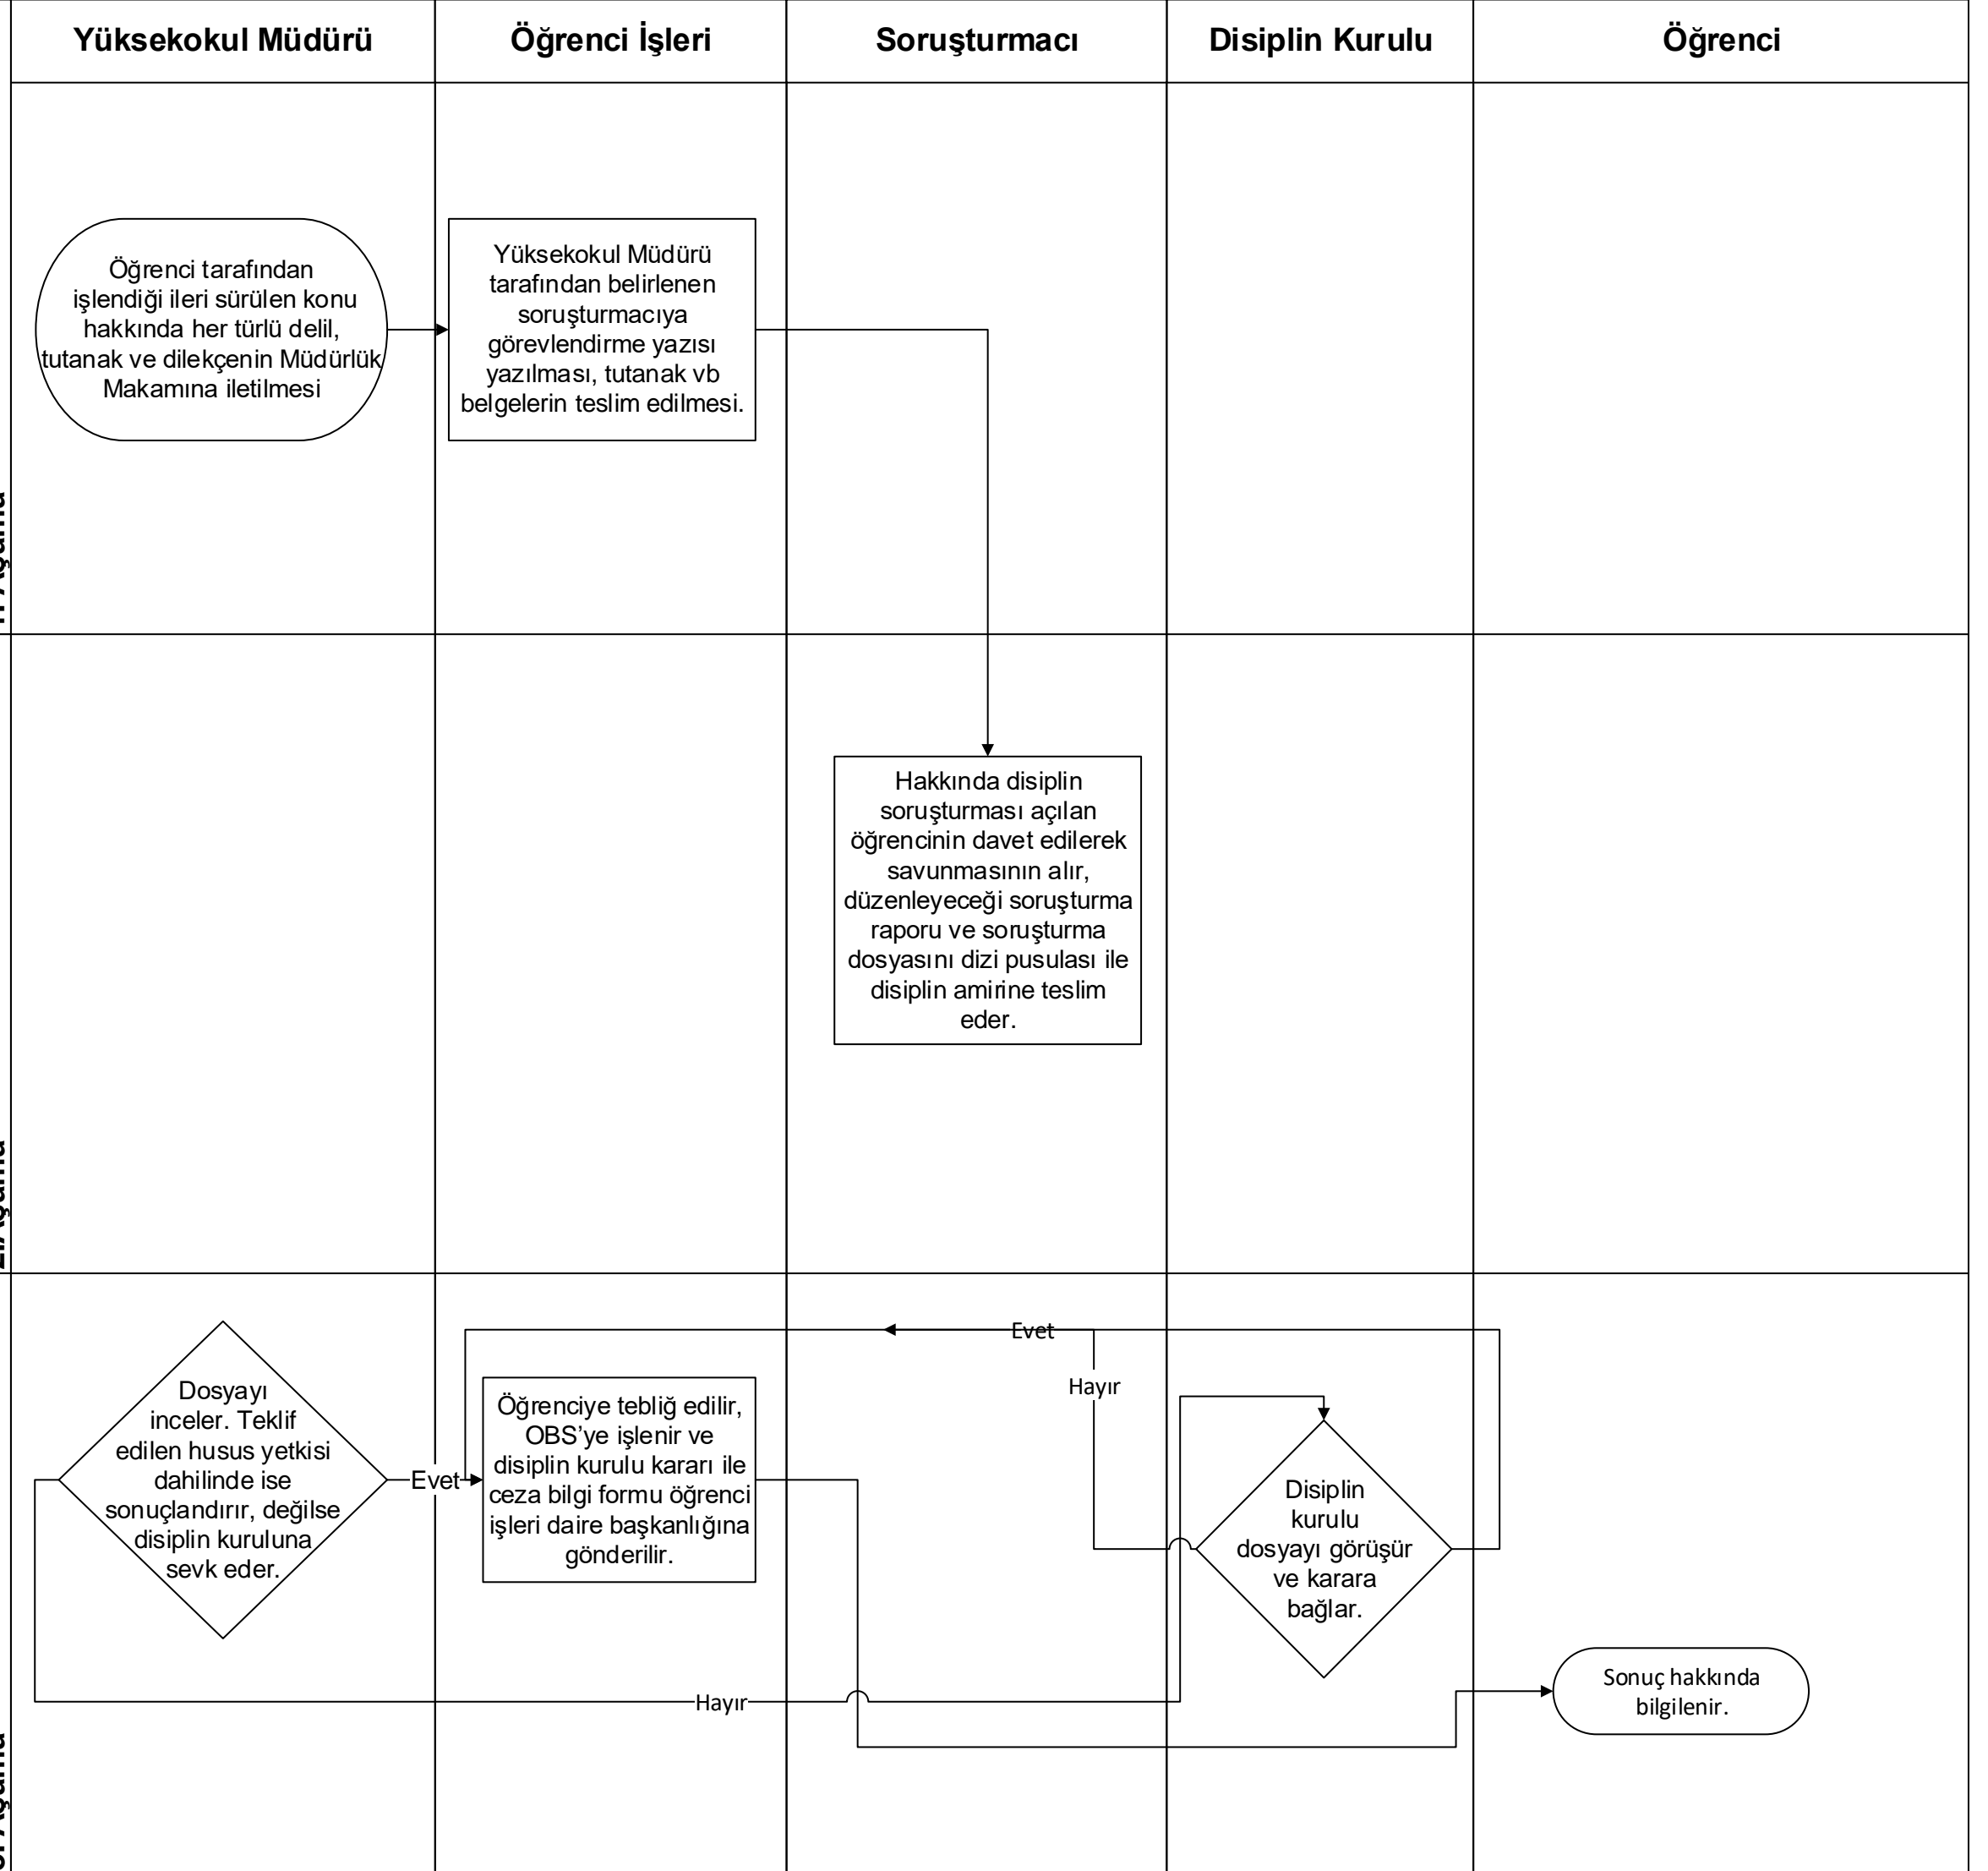 Yüksekokul Müdürü
Öğrenci İşleri
Soruşturmacı
Disiplin Kurulu
Öğrenci
Öğrenci tarafından
işlendiği ileri sürülen konu
hakkında her türlü delil,
tutanak ve dilekçenin Müdürlük
Makamına iletilmesi
Yüksekokul Müdürü
tarafından belirlenen
soruşturmacıya
görevlendirme yazısı
yazılması, tutanak vb
belgelerin teslim edilmesi.
Hakkında disiplin
soruşturması açılan
öğrencinin davet edilerek
savunmasının alır,
düzenleyeceği soruşturma
raporu ve soruşturma
dosyasını dizi pusulası ile
disiplin amirine teslim
eder.
Dosyayı
inceler. Teklif
edilen husus yetkisi
dahilinde ise
sonuçlandırır, değilse
disiplin kuruluna
sevk eder.
Evet
Öğrenciye tebliğ edilir,
OBS’ye işlenir ve
disiplin kurulu kararı ile
ceza bilgi formu öğrenci
işleri daire başkanlığına
gönderilir.
Evet
Hayır
Disiplin
kurulu
dosyayı görüşür
ve karara
bağlar.
Hayır
Sonuç hakkında
bilgilenir.